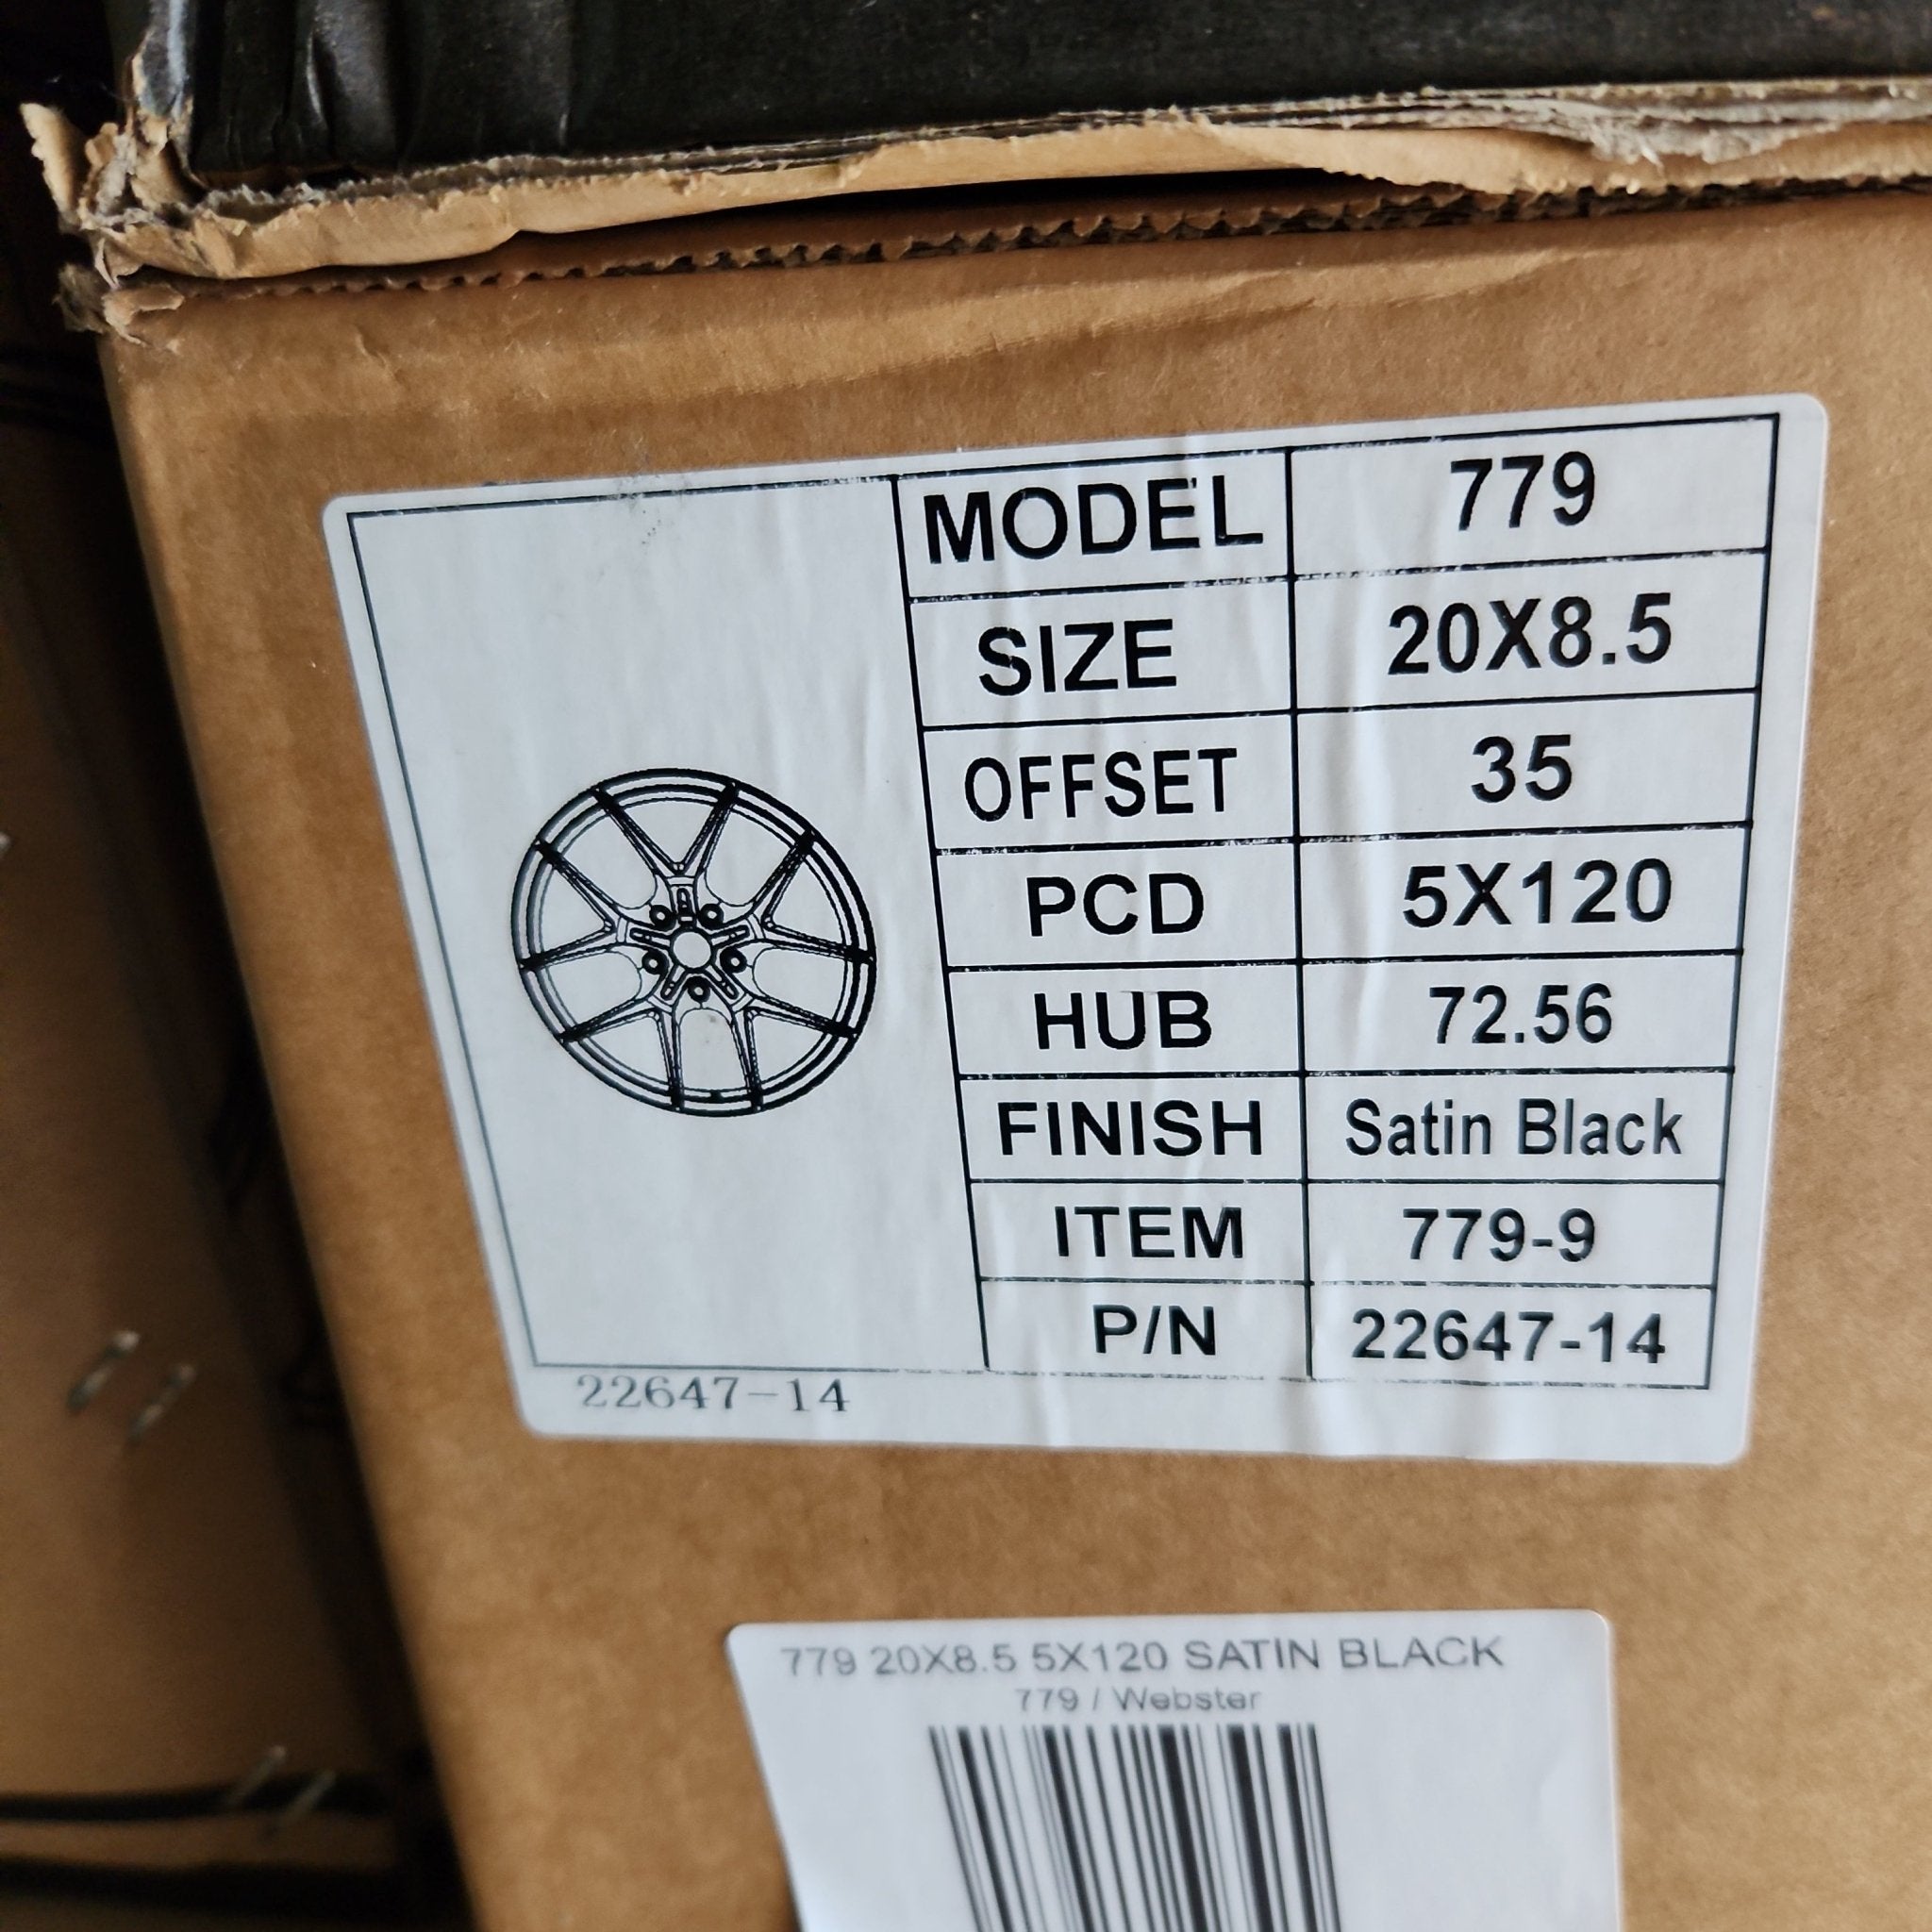 MODEL 779
SIZE 20X8.5
OFFSET 35
PCD 5X120
HUB 72.56
FINISH Satin Black
ITEM 779-9
P/N 22647-14
22647-14
779 20X8.5 5X120 SATIN BLACK
779 / Webster